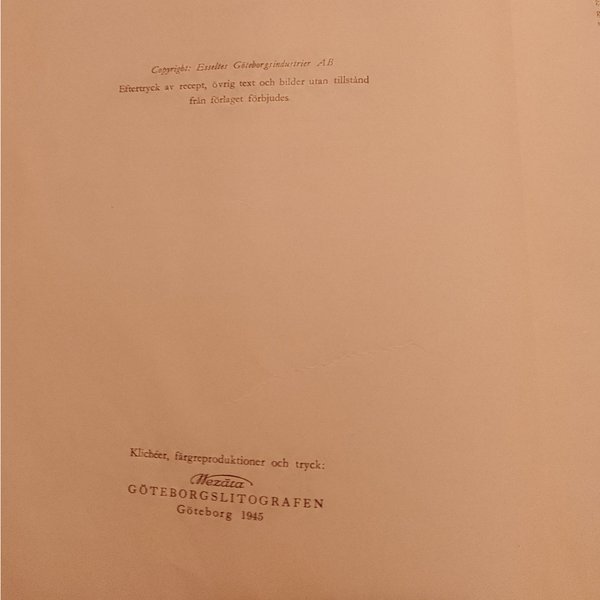 Copyright: Esseltes Göteborgsindustrier AB
Eftertryck av recept, övrig text och bilder utan tillstånd
från förlaget förbjudes
Klichéer, färgreproduktioner och tryck:
Wezäta
GÖTEBORGSLITOGRAFEN
Göteborg 1945